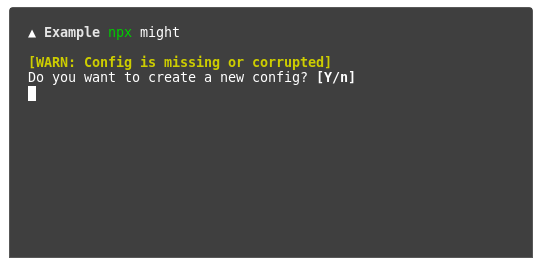 ▲ Example npx might
[WARN: Config is missing or corrupted]
Do you want to create a new config? [Y/n]